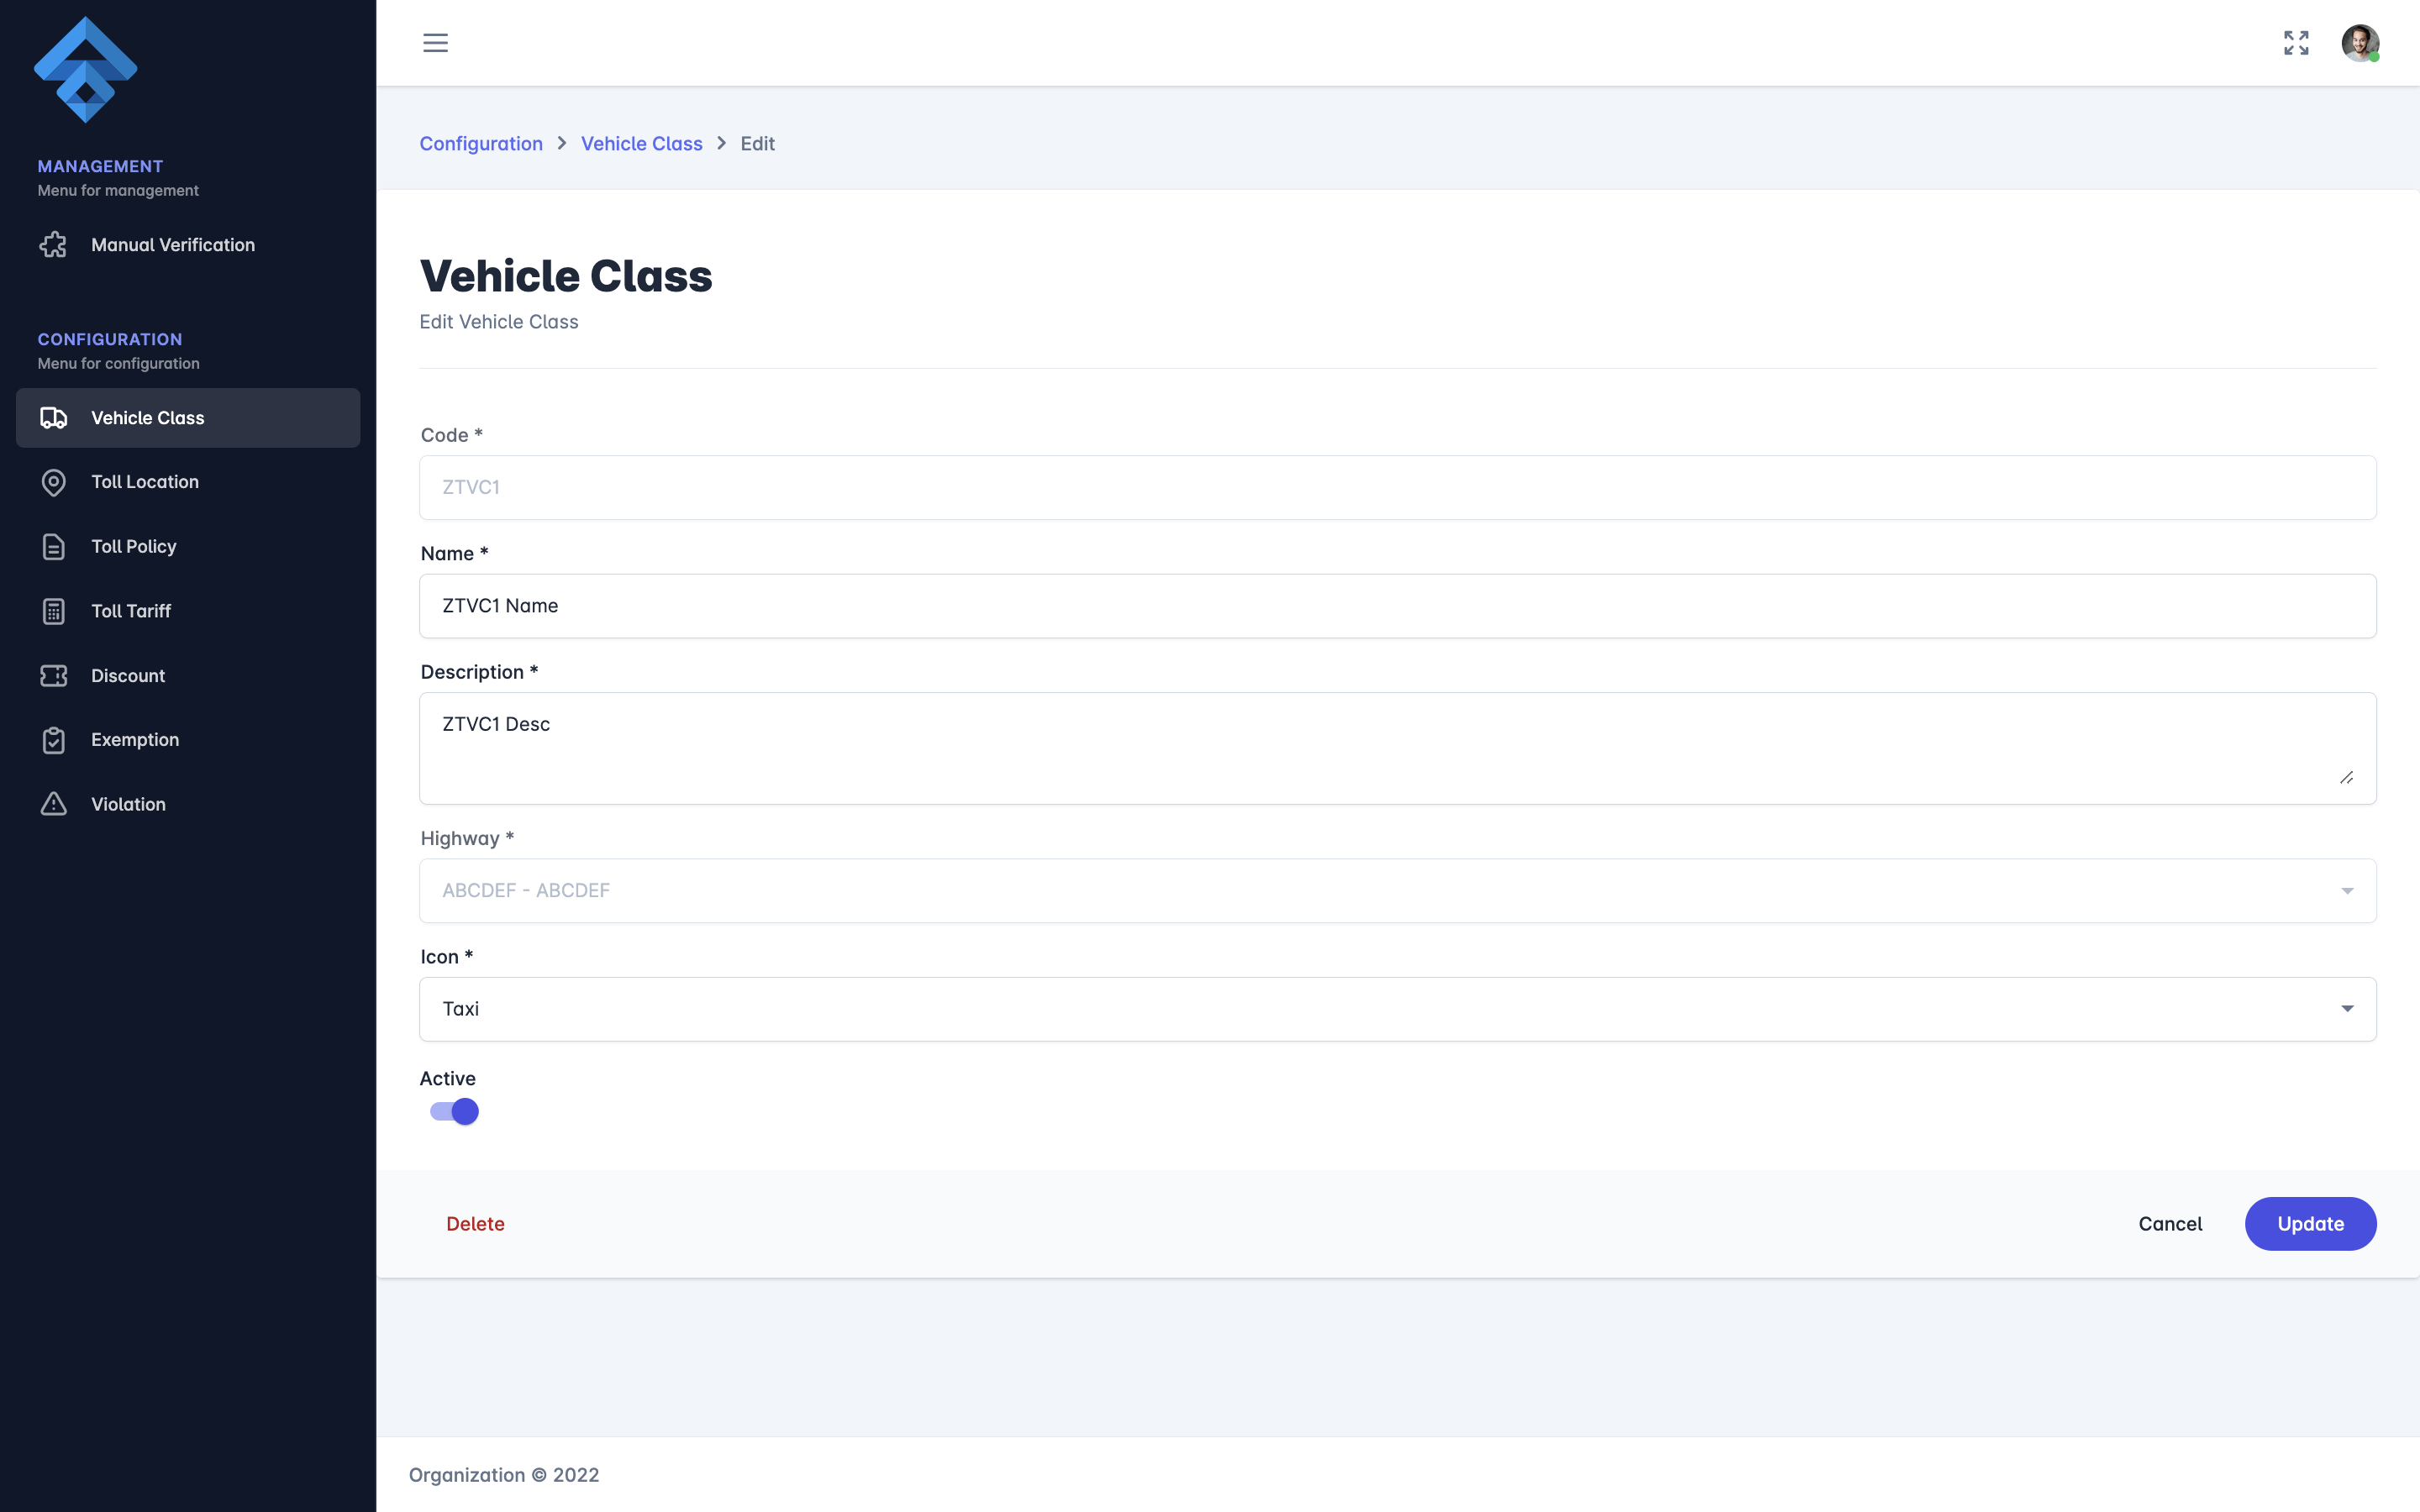 MANAGEMENT
Menu for management
Manual Verification
CONFIGURATION
Menu for configuration
Vehicle Class
Toll Location
Toll Policy
Toll Tariff
Discount
Exemption
Violation
Configuration > Vehicle Class > Edit
Vehicle Class
Edit Vehicle Class
Code *
ZTVC1
Name *
ZTVC1 Name
Description *
ZTVC1 Desc
Highway *
ABCDEF - ABCDEF
Icon *
Taxi
Active
Delete
Cancel
Update
Organization © 2022